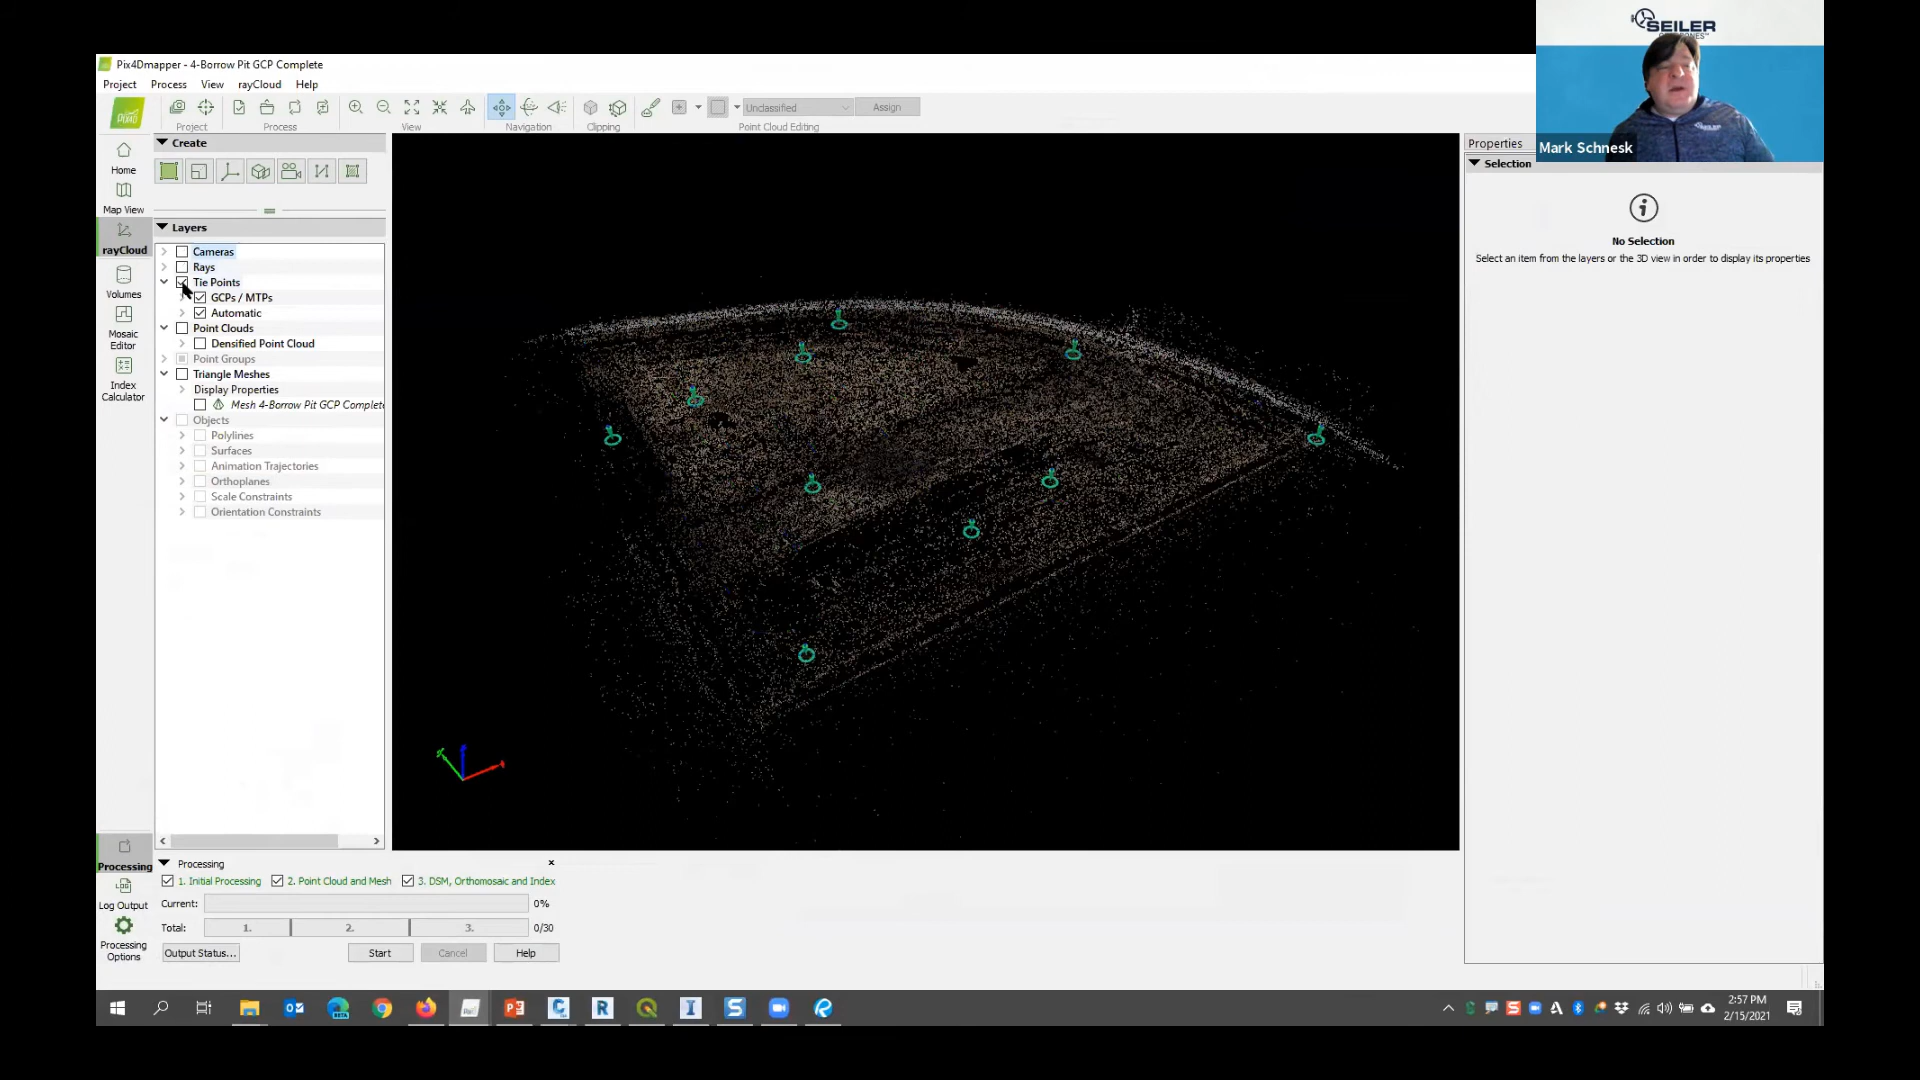 SEILER
Pix4Dmapper - 4-Borrow Pit GCP Complete
Project Process View rayCloud Help
Unclassified Assign
Project Process View Navigation Clipping Point Cloud Editing
Create
Properties
Mark Schnesk
Selection
Home
Map View
Layers
rayCloud
Cameras
Rays
Tie Points
GCPs / MTPs
Automatic
Point Clouds
Densified Point Cloud
Point Groups
Triangle Meshes
Display Properties
Mesh 4-Borrow Pit GCP Complete
Objects
Polylines
Surfaces
Animation Trajectories
Orthoplanes
Scale Constraints
Orientation Constraints
Volumes
Mosaic
Editor
Index
Calculator
No Selection
Select an item from the layers or the 3D view in order to display its properties
Processing
Processing
1. Initial Processing 2. Point Cloud and Mesh 3. DSM, Orthomosaic and Index
Log Output
LOG
Current: 0%
Total: 1. 2. 3. 0/30
Processing
Options
Output Status... Start Cancel Help
BETA
2:57 PM
2/15/2021